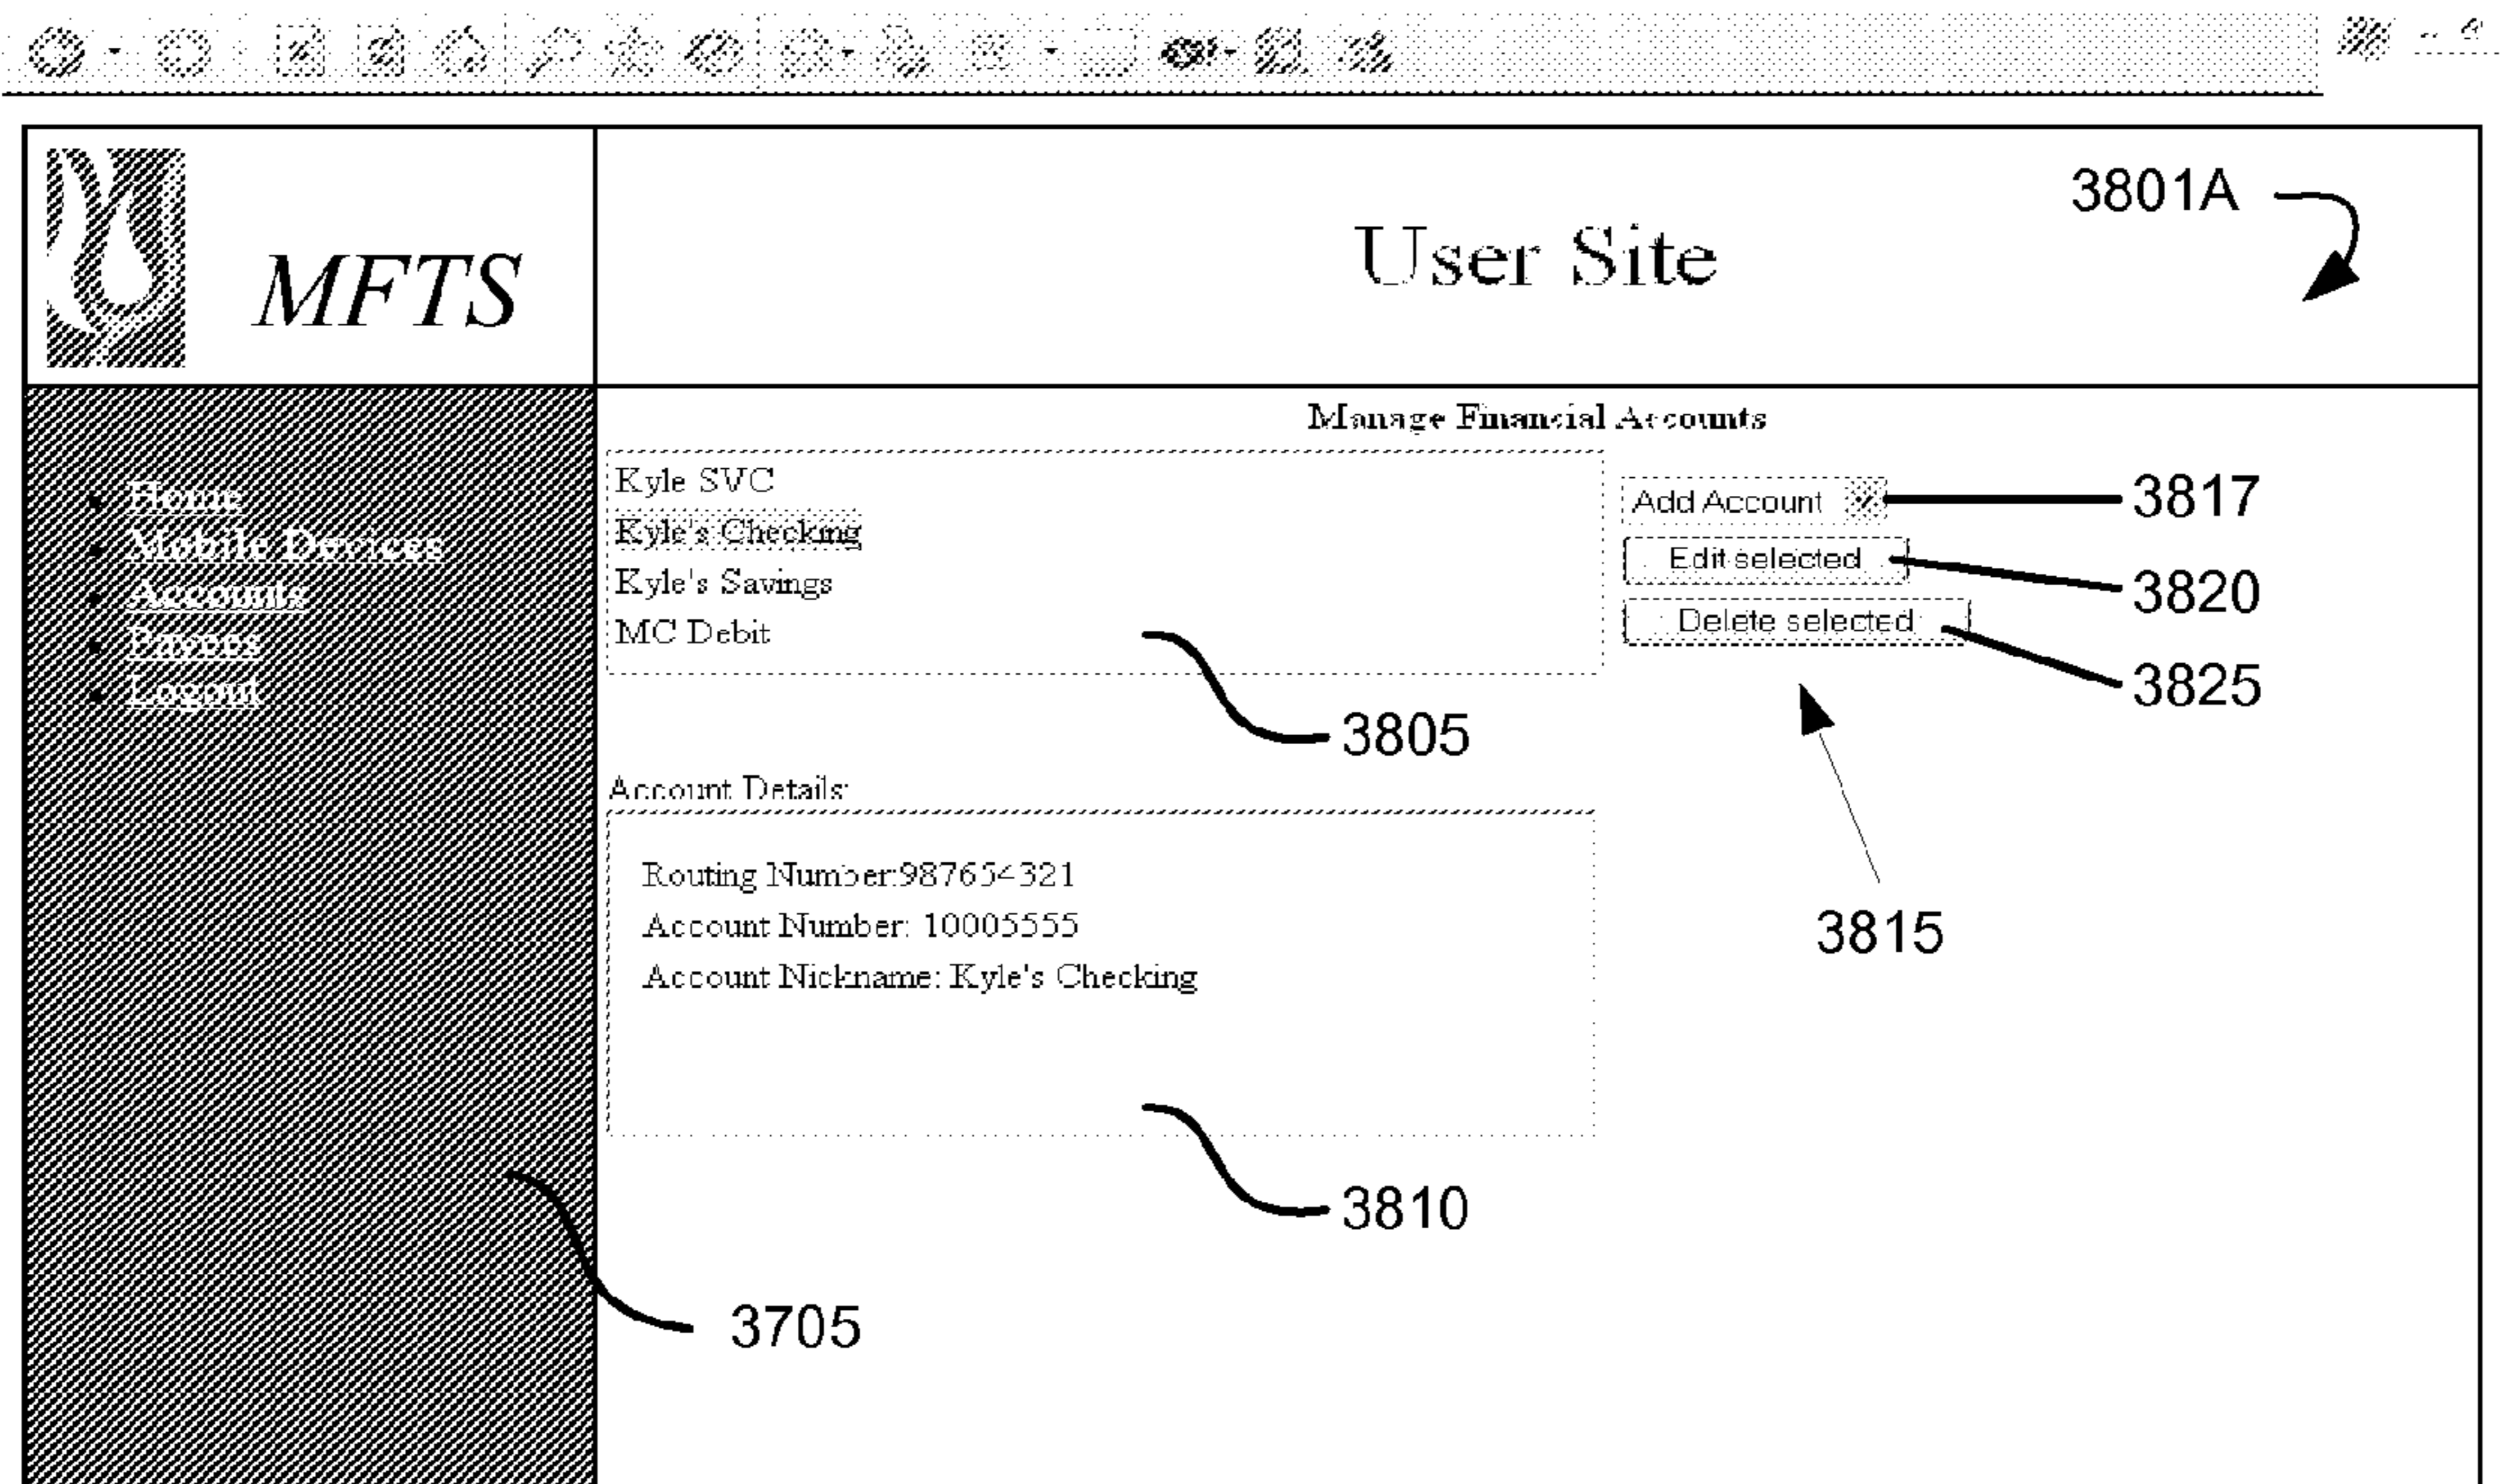 3801A
User Site
MFTS
Manage Financial Accounts
Home
Mobile Devices
Accounts
Payees
Logout
Kyle SVC
Kyle's Checking
Kyle's Savings
MC Debit
Add Account
Edit selected
Delete selected
3817
3820
3825
3805
3815
Account Details:
Routing Number:987654321
Account Number: 10005555
Account Nickname: Kyle's Checking
3810
3705